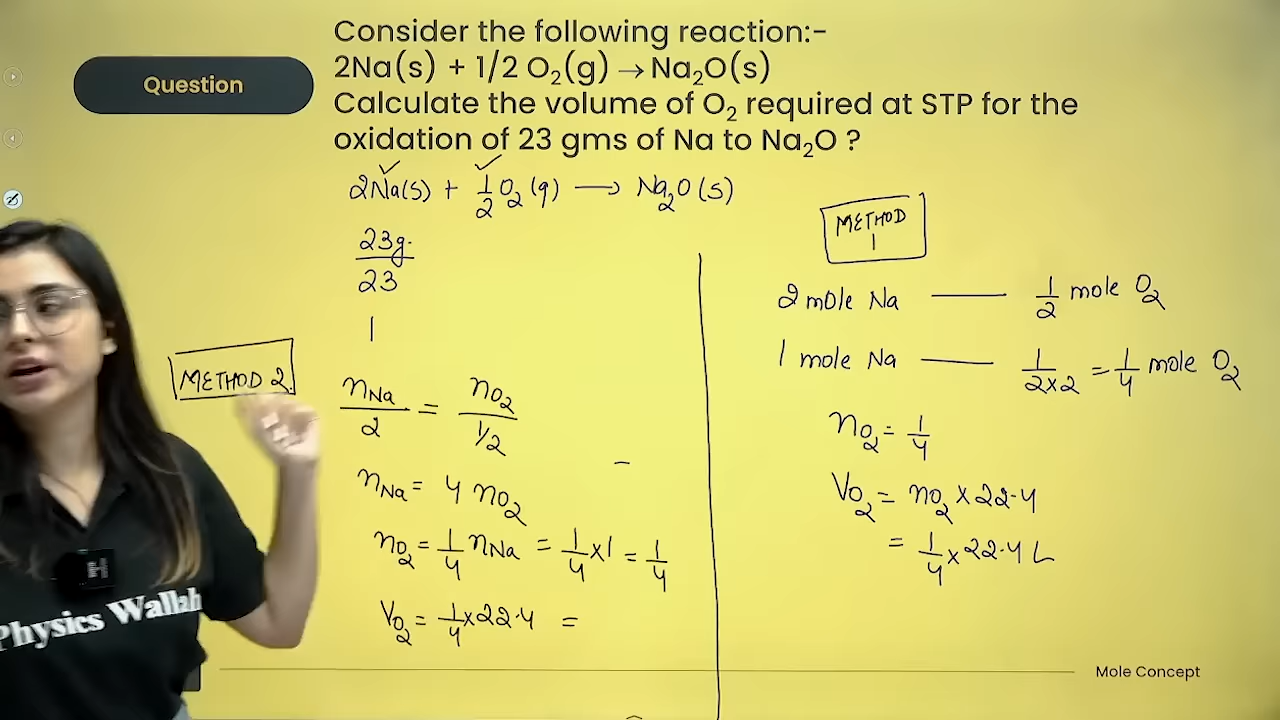 Question
Consider the following reaction:-
2Na(s) + 1/2 O₂(g) → Na₂O(s)
Calculate the volume of O₂ required at STP for the
oxidation of 23 gms of Na to Na₂O ?
2Na(s) + 1/2 O₂(g) → Na₂O(s)
23g.
23
1
METHOD 2.
nNa/2 = nO₂/1/2
nNa = 4 nO₂
nO₂ = 1/4 nNa = 1/4 x 1 = 1/4
VO₂ = 1/4 x 22.4 =
METHOD
1
2 mole Na — 1/2 mole O₂
1 mole Na — 1/2x2 = 1/4 mole O₂
nO₂ = 1/4
VO₂ = nO₂ x 22.4
= 1/4 x 22.4 L
H
Physics Wallah
Mole Concept